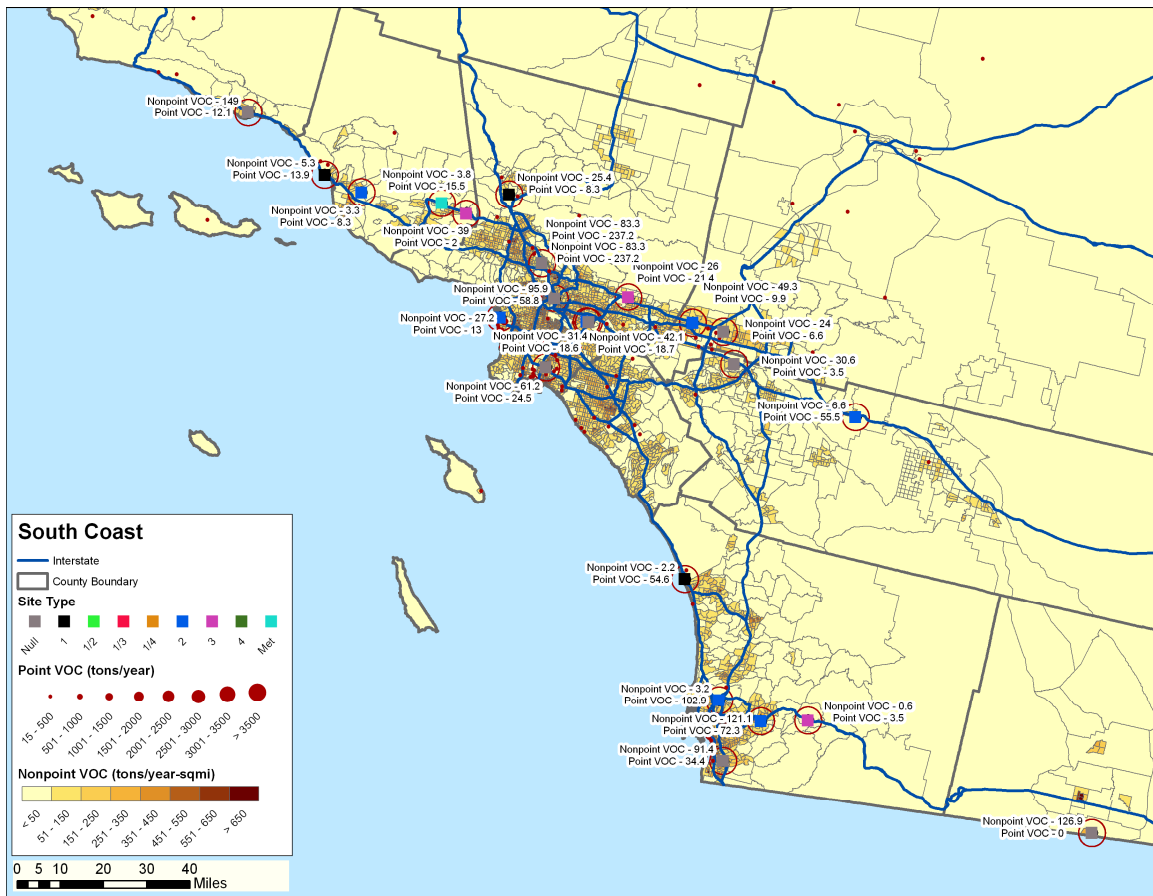 Nonpoint VOC - 149
Point VOC - 12.1
Nonpoint VOC - 5.3
Point VOC - 13.9
Nonpoint VOC - 3.8
Point VOC - 15.5
Nonpoint VOC - 25.4
Point VOC - 8.3
Nonpoint VOC - 3.3
Point VOC - 8.3
Nonpoint VOC - 39
Point VOC - 2
Nonpoint VOC - 83.3
Point VOC - 237.2
Nonpoint VOC - 83.3
Point VOC - 237.2
Nonpoint VOC - 26
Point VOC - 21.4
Nonpoint VOC - 95.9
Point VOC - 58.8
Nonpoint VOC - 49.3
Point VOC - 9.9
Nonpoint VOC - 27.2
Point VOC - 13
Nonpoint VOC - 24
Point VOC - 6.6
Nonpoint VOC - 31.4
Point VOC - 18.6
Nonpoint VOC - 42.1
Point VOC - 18.7
Nonpoint VOC - 30.6
Point VOC - 3.5
Nonpoint VOC - 61.2
Point VOC - 24.5
Nonpoint VOC - 6.6
Point VOC - 55.5
Nonpoint VOC - 2.2
Point VOC - 54.6
Nonpoint VOC - 3.2
Point VOC - 102.9
Nonpoint VOC - 121.1
Point VOC - 72.3
Nonpoint VOC - 0.6
Point VOC - 3.5
Nonpoint VOC - 91.4
Point VOC - 34.4
Nonpoint VOC - 126.9
Point VOC - 0
South Coast
Interstate
County Boundary
Site Type
Null 1 1/2 1/3 1/4 2 3 4 Met
Point VOC (tons/year)
15 - 500 501 - 1000 1001 - 1500 1501 - 2000 2001 - 2500 2501 - 3000 3001 - 3500 > 3500
Nonpoint VOC (tons/year-sqmi)
< 50 51 - 150 151 - 250 251 - 350 351 - 450 451 - 550 551 - 650 > 650
0 5 10 20 30 40
Miles